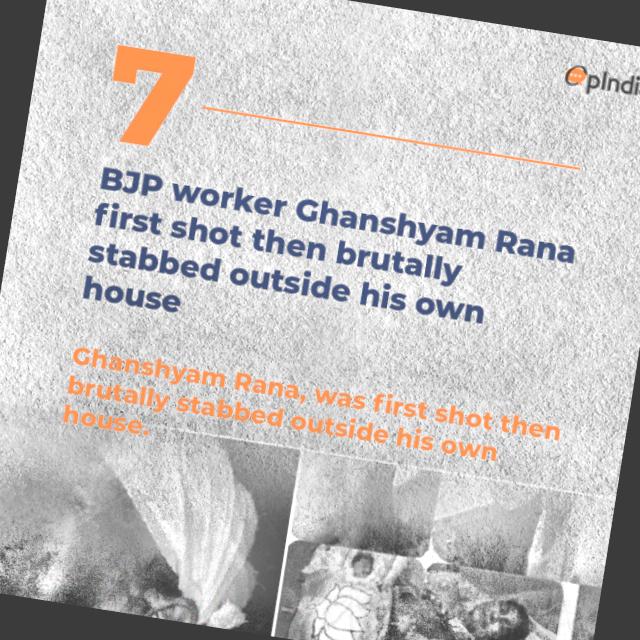 7
OpIndi
BJP worker Ghanshyam Rana
first shot then brutally
stabbed outside his own
house
Ghanshyam Rana, was first shot then
brutally stabbed outside his own
house.